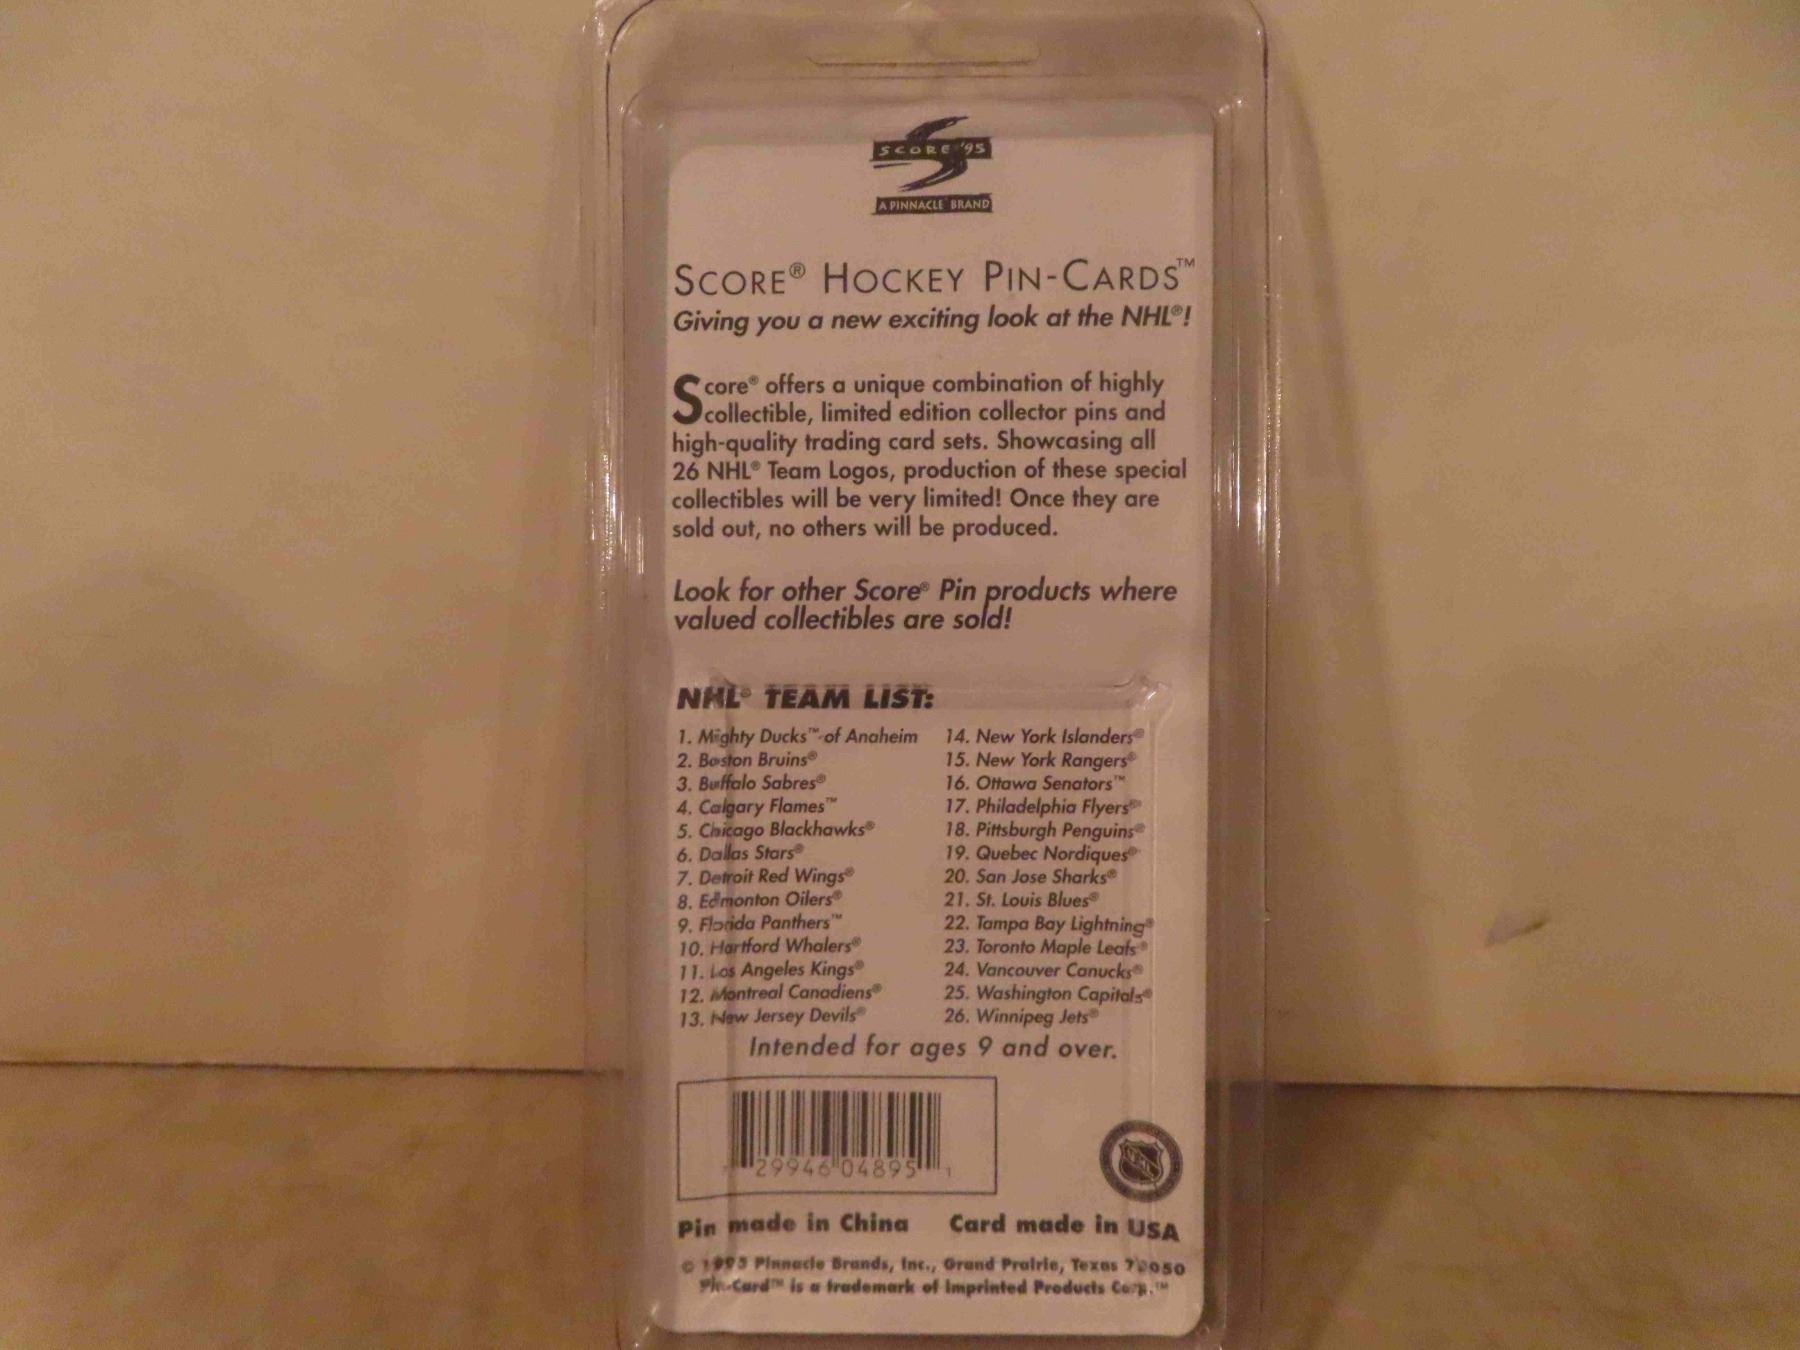 SCORE '95
A PINNACLE BRAND
SCORE® HOCKEY PIN-CARDS™
Giving you a new exciting look at the NHL®!
Score® offers a unique combination of highly
collectible, limited edition collector pins and
high-quality trading card sets. Showcasing all
26 NHL® Team Logos, production of these special
collectibles will be very limited! Once they are
sold out, no others will be produced.
Look for other Score® Pin products where
valued collectibles are sold!
NHL® TEAM LIST:
1. Mighty Ducks™ of Anaheim
2. Boston Bruins®
3. Buffalo Sabres®
4. Calgary Flames™
5. Chicago Blackhawks®
6. Dallas Stars®
7. Detroit Red Wings®
8. Edmonton Oilers®
9. Florida Panthers™
10. Hartford Whalers®
11. Los Angeles Kings®
12. Montreal Canadiens®
13. New Jersey Devils®
14. New York Islanders®
15. New York Rangers®
16. Ottawa Senators™
17. Philadelphia Flyers®
18. Pittsburgh Penguins®
19. Quebec Nordiques®
20. San Jose Sharks®
21. St. Louis Blues®
22. Tampa Bay Lightning®
23. Toronto Maple Leafs®
24. Vancouver Canucks®
25. Washington Capitals®
26. Winnipeg Jets®
Intended for ages 9 and over.
29946 04895 1
NHL
Pin made in China Card made in USA
© 1995 Pinnacle Brands, Inc., Grand Prairie, Texas
Pin-Card™ is a trademark of Imprinted Products Corp.™